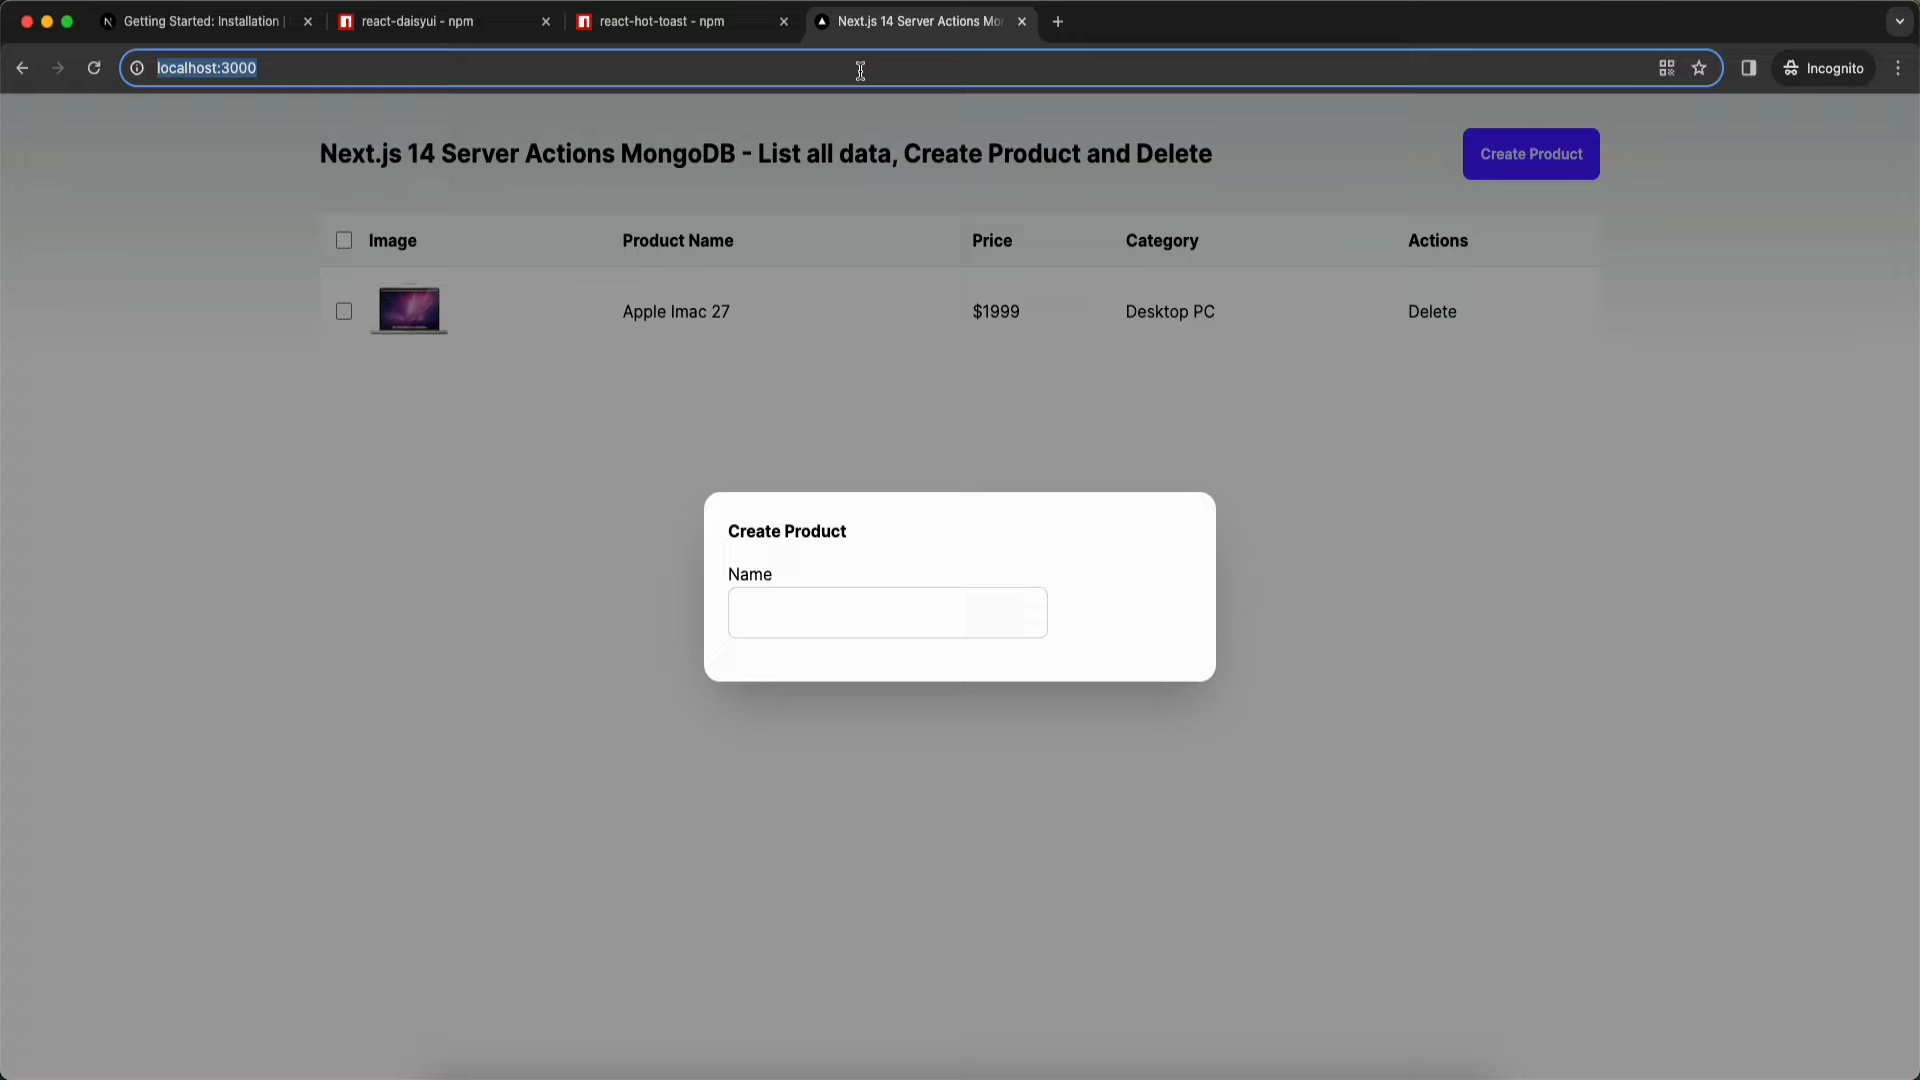 Getting Started: Installation |
react-daisyui - npm
react-hot-toast - npm
Next.js 14 Server Actions Mo
localhost:3000
Incognito
Next.js 14 Server Actions MongoDB - List all data, Create Product and Delete
Create Product
Image Product Name Price Category Actions
Apple Imac 27 $1999 Desktop PC Delete
Create Product
Name